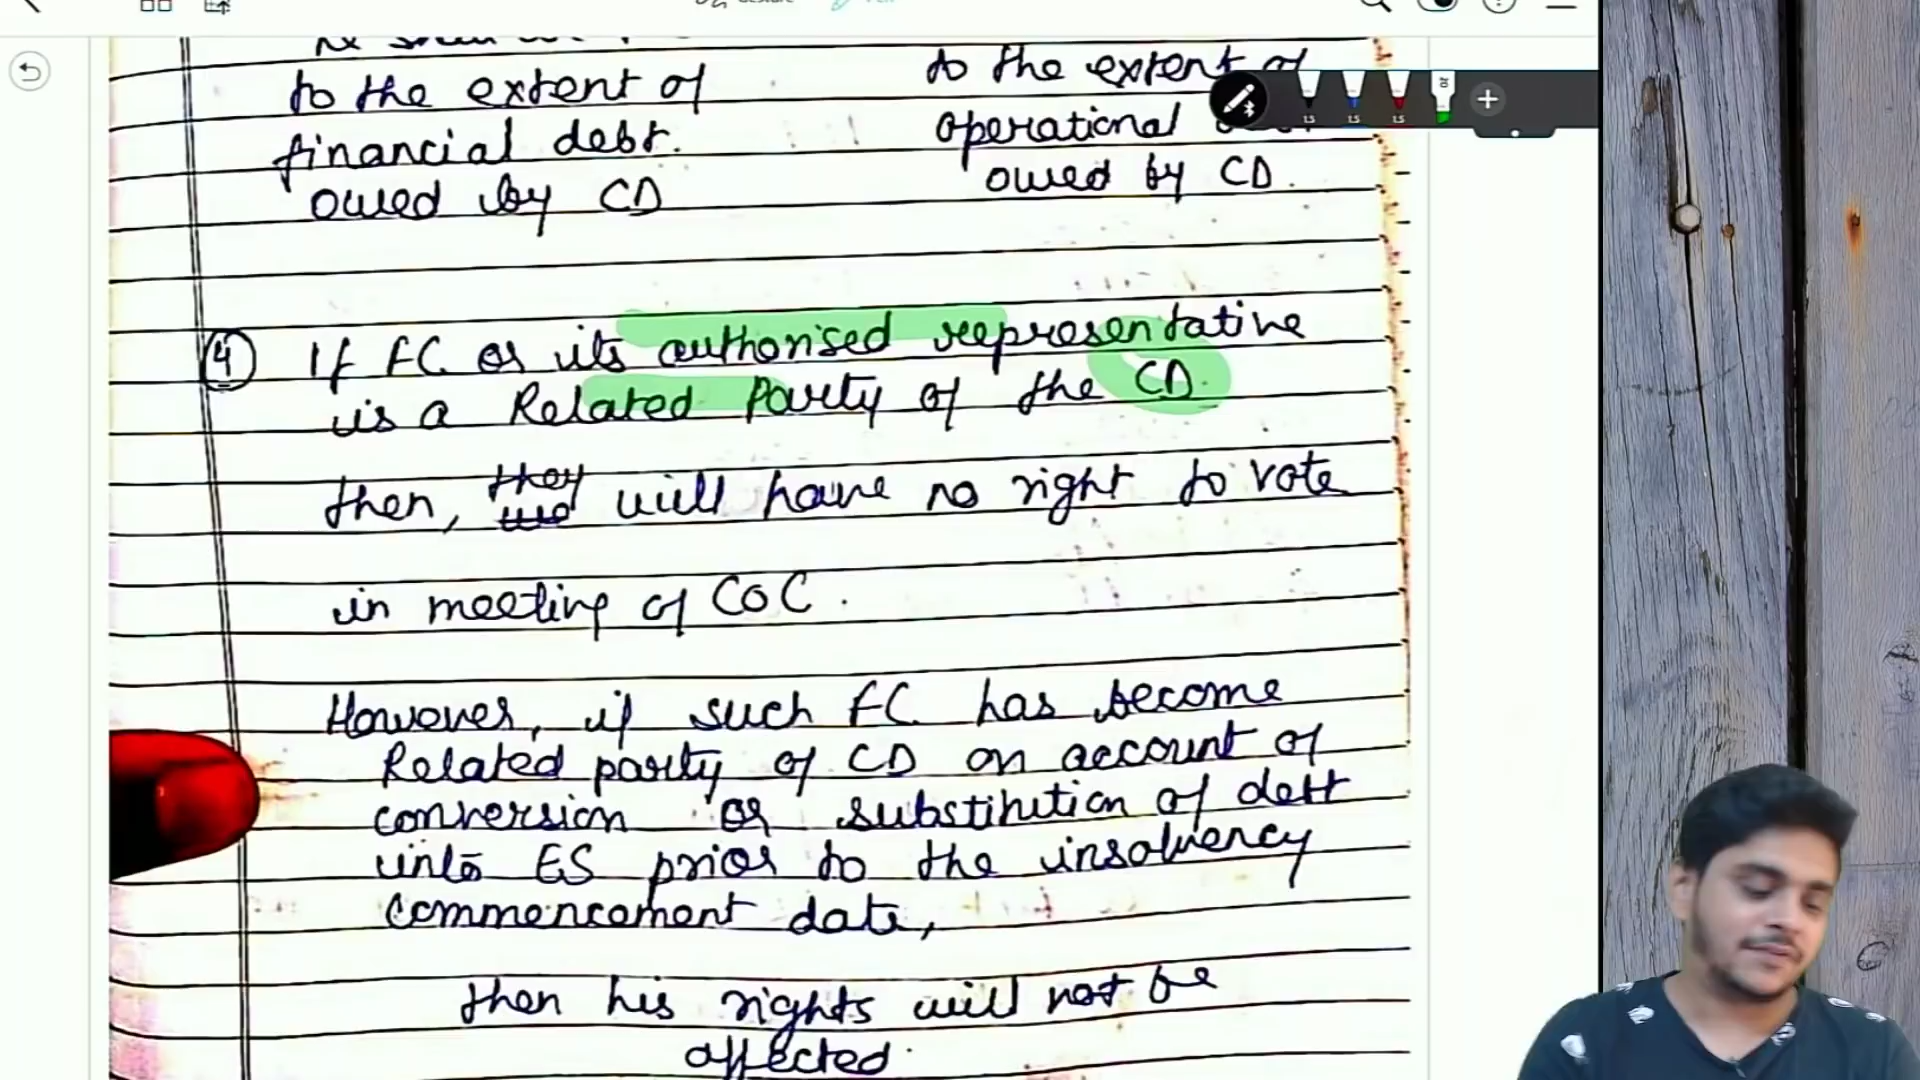 to the extent of
financial debt.
owed by CD
to the extent of
operational
owed by CD.
④ If FC or its authorised representative
is a Related Party of the CD.
then, they will have no right to vote
in meeting of COC.
However, if such FC has become
Related party of CD on account of
conversion or substitution of debt
into ES prior to the insolvency
commencement date,
then his rights will not be
affected.